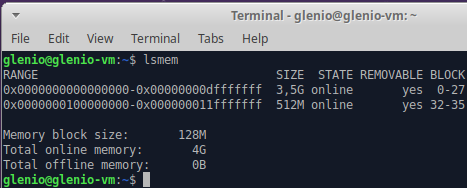 Terminal - glenio@glenio-vm: ~
File Edit View Terminal Tabs Help
glenio@glenio-vm:~$ lsmem
RANGE SIZE STATE REMOVABLE BLOCK
0x0000000000000000-0x00000000dfffffff 3,5G online yes 0-27
0x0000000100000000-0x000000011fffffff 512M online yes 32-35
Memory block size: 128M
Total online memory: 4G
Total offline memory: 0B
glenio@glenio-vm:~$